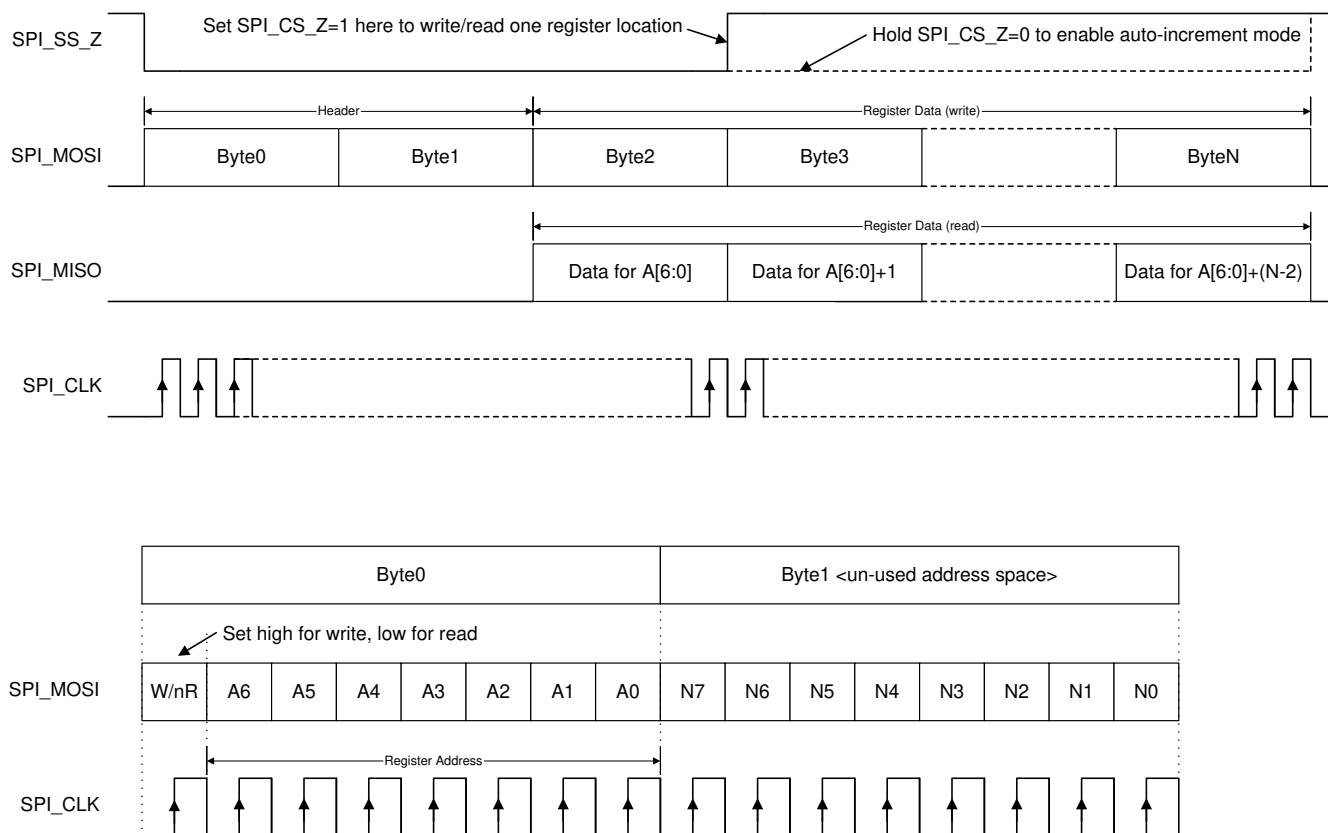 SPI_SS_Z
Set SPI_CS_Z=1 here to write/read one register location
Hold SPI_CS_Z=0 to enable auto-increment mode
Header
Register Data (write)
SPI_MOSI
Byte0
Byte1
Byte2
Byte3
ByteN
Register Data (read)
SPI_MISO
Data for A[6:0]
Data for A[6:0]+1
Data for A[6:0]+(N-2)
SPI_CLK
Byte0
Byte1 <un-used address space>
Set high for write, low for read
SPI_MOSI
W/nR
A6
A5
A4
A3
A2
A1
A0
N7
N6
N5
N4
N3
N2
N1
N0
Register Address
SPI_CLK